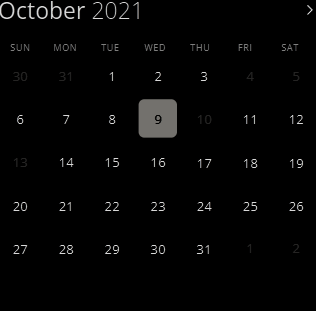 October 2021
SUN MON TUE WED THU FRI SAT
30 31 1 2 3 4 5
6 7 8 9 10 11 12
13 14 15 16 17 18 19
20 21 22 23 24 25 26
27 28 29 30 31 1 2